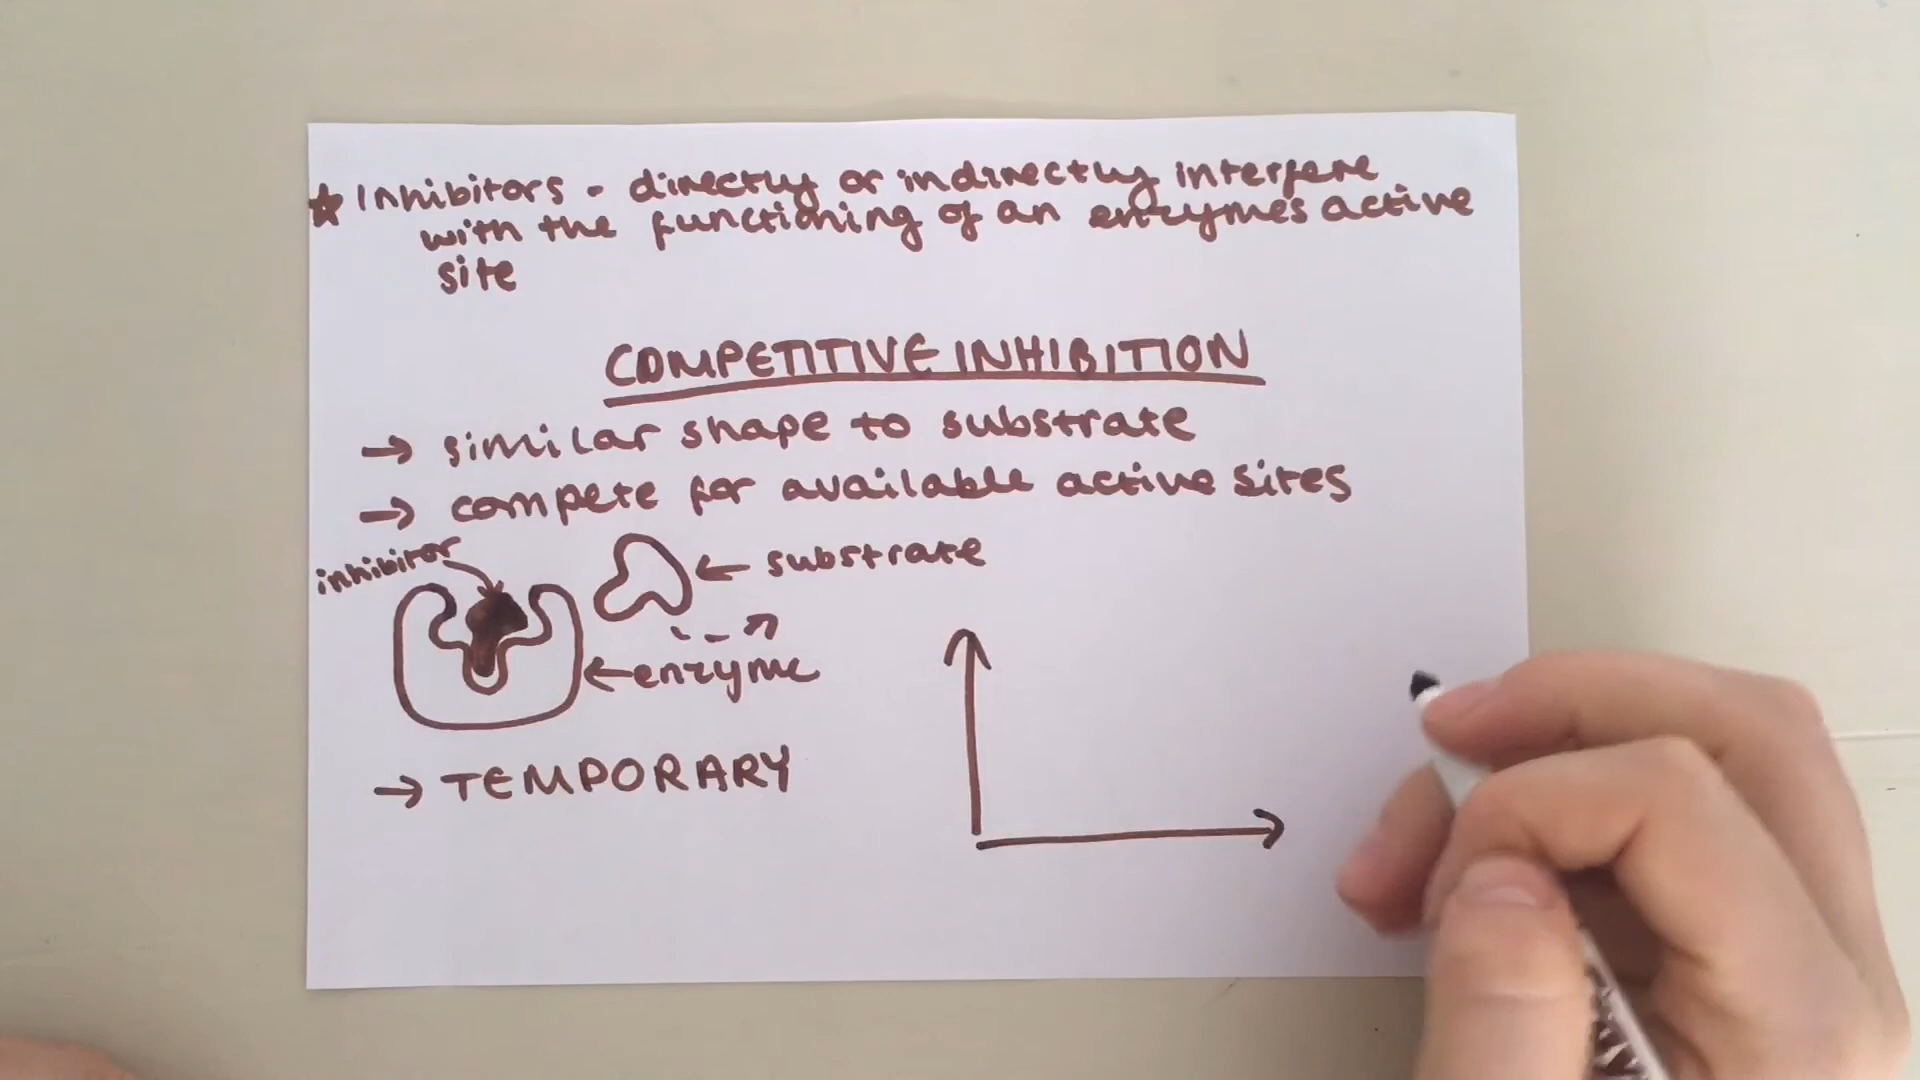 ☆ Inhibitors - directly or indirectly interfere
with the functioning of an enzymes active
site
COMPETITIVE INHIBITION
→ similar shape to substrate
→ compete for available active sites
inhibitor
← substrate
← enzyme
→ TEMPORARY